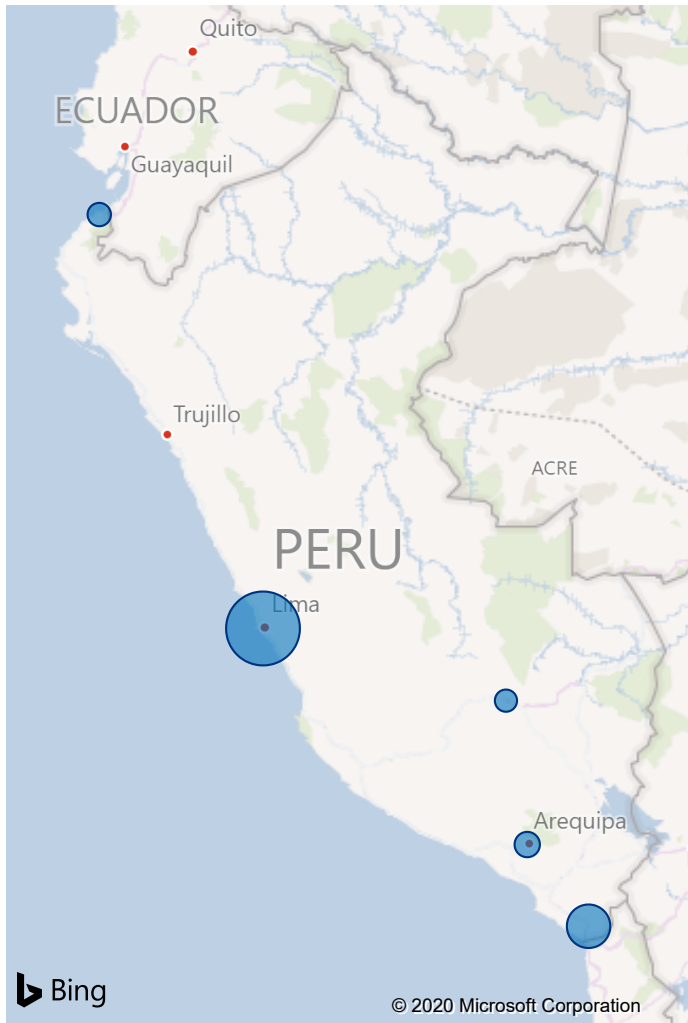 Quito
ECUADOR
Guayaquil
Trujillo
ACRE
PERU
Lima
Arequipa
Bing
© 2020 Microsoft Corporation